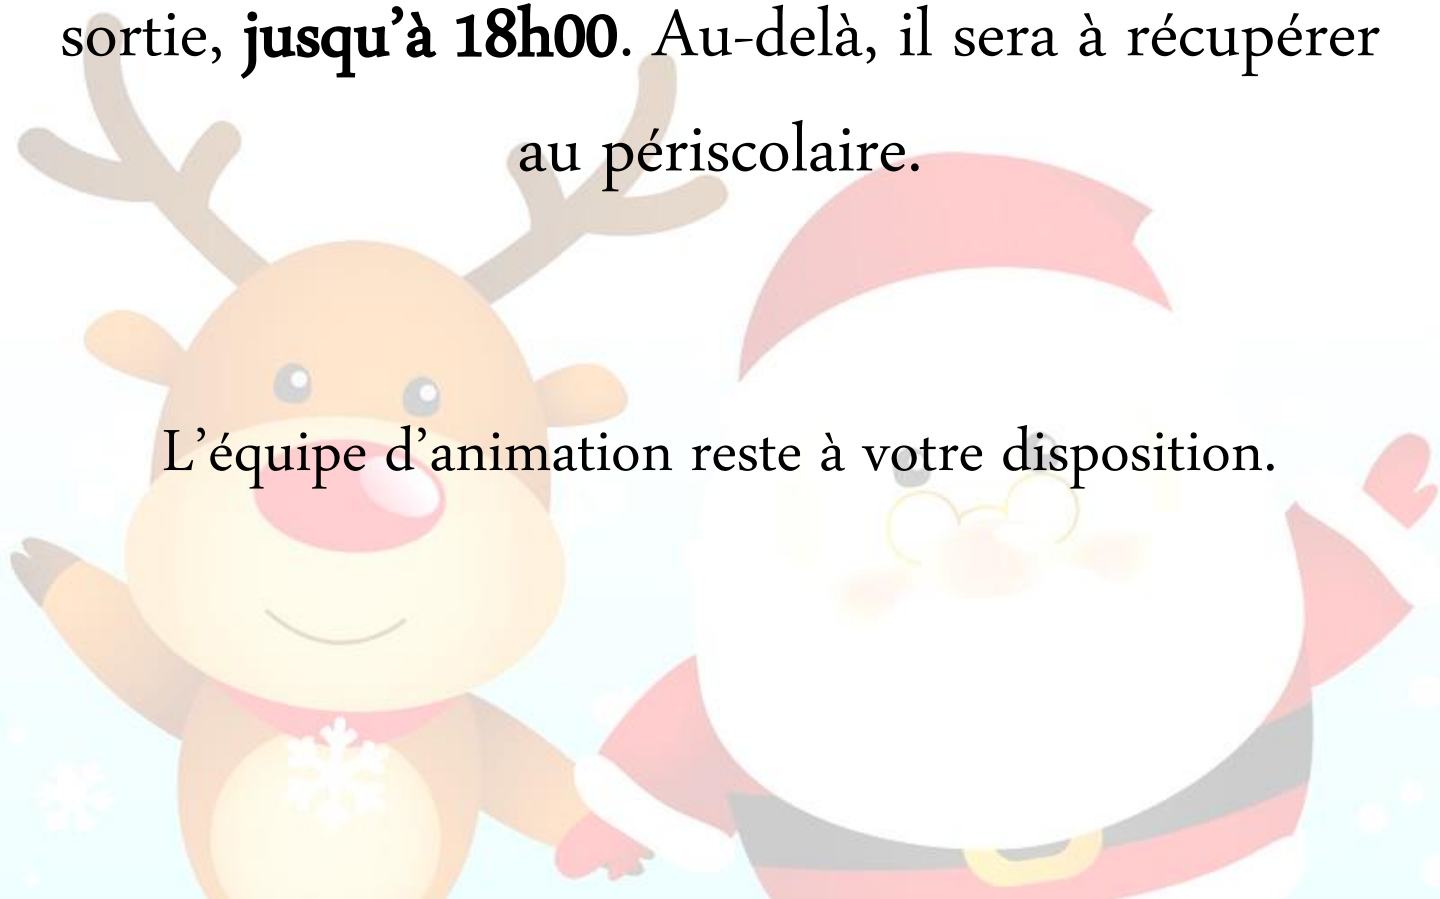 sortie, jusqu’à 18h00. Au-delà, il sera à récupérer
au périscolaire.
L’équipe d’animation reste à votre disposition.